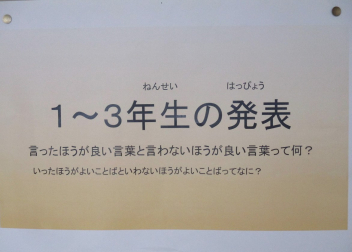 ねんせい はっぴょう
1～3年生の発表
言ったほうが良い言葉と言わないほうが良い言葉って何？
いったほうがよいことばといわないほうがよいことばってなに？